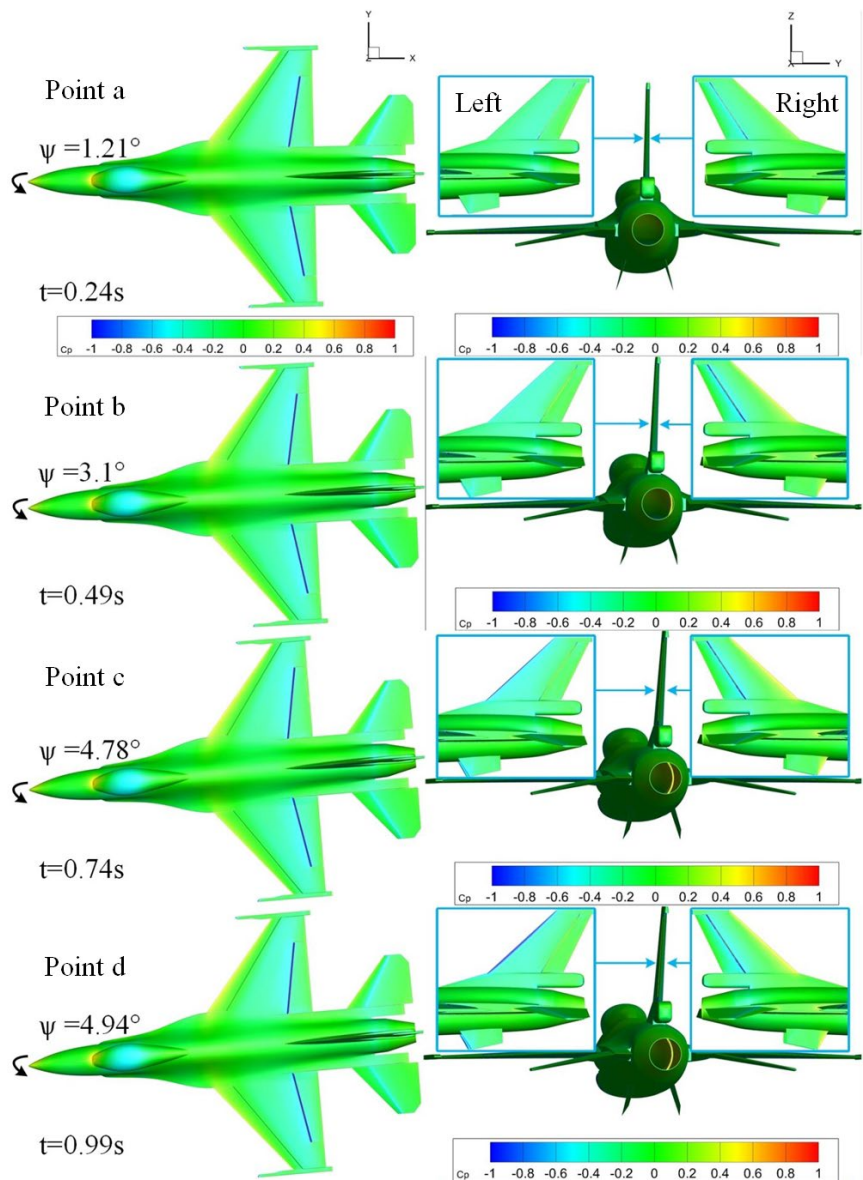 Y
Z X
Point a
ψ =1.21°
t=0.24s
Z
X Y
Left
Right
Cp -1 -0.8 -0.6 -0.4 -0.2 0 0.2 0.4 0.6 0.8 1
Cp -1 -0.8 -0.6 -0.4 -0.2 0 0.2 0.4 0.6 0.8 1
Point b
ψ =3.1°
t=0.49s
Cp -1 -0.8 -0.6 -0.4 -0.2 0 0.2 0.4 0.6 0.8 1
Point c
ψ =4.78°
t=0.74s
Cp -1 -0.8 -0.6 -0.4 -0.2 0 0.2 0.4 0.6 0.8 1
Point d
ψ =4.94°
t=0.99s
Cp -1 -0.8 -0.6 -0.4 -0.2 0 0.2 0.4 0.6 0.8 1